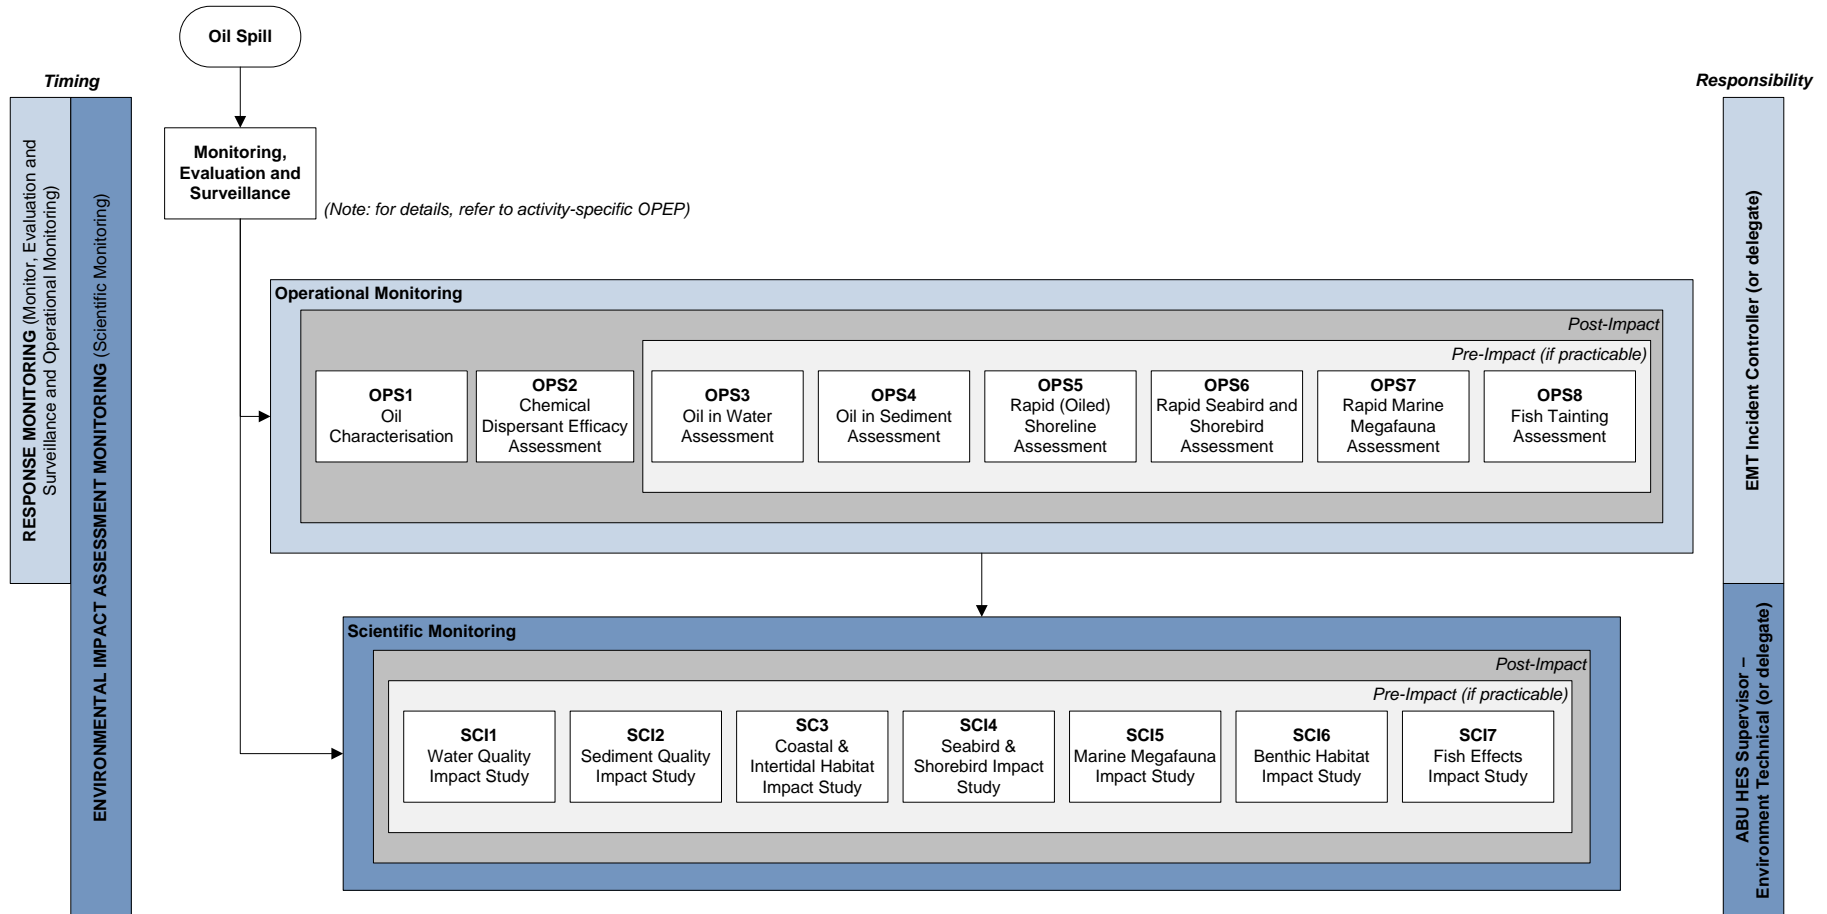 Oil Spill
Timing
Responsibility
RESPONSE MONITORING (Monitor, Evaluation and
Surveillance and Operational Monitoring)
ENVIRONMENTAL IMPACT ASSESSMENT MONITORING (Scientific Monitoring)
Monitoring,
Evaluation and
Surveillance
(Note: for details, refer to activity-specific OPEP)
EMT Incident Controller (or delegate)
Operational Monitoring
Post-Impact
Pre-Impact (if practicable)
OPS1
Oil
Characterisation
OPS2
Chemical
Dispersant Efficacy
Assessment
OPS3
Oil in Water
Assessment
OPS4
Oil in Sediment
Assessment
OPS5
Rapid (Oiled)
Shoreline
Assessment
OPS6
Rapid Seabird and
Shorebird
Assessment
OPS7
Rapid Marine
Megafauna
Assessment
OPS8
Fish Tainting
Assessment
Scientific Monitoring
Post-Impact
Pre-Impact (if practicable)
SCI1
Water Quality
Impact Study
SCI2
Sediment Quality
Impact Study
SC3
Coastal &
Intertidal Habitat
Impact Study
SCI4
Seabird &
Shorebird Impact
Study
SCI5
Marine Megafauna
Impact Study
SCI6
Benthic Habitat
Impact Study
SCI7
Fish Effects
Impact Study
ABU HES Supervisor –
Environment Technical (or delegate)